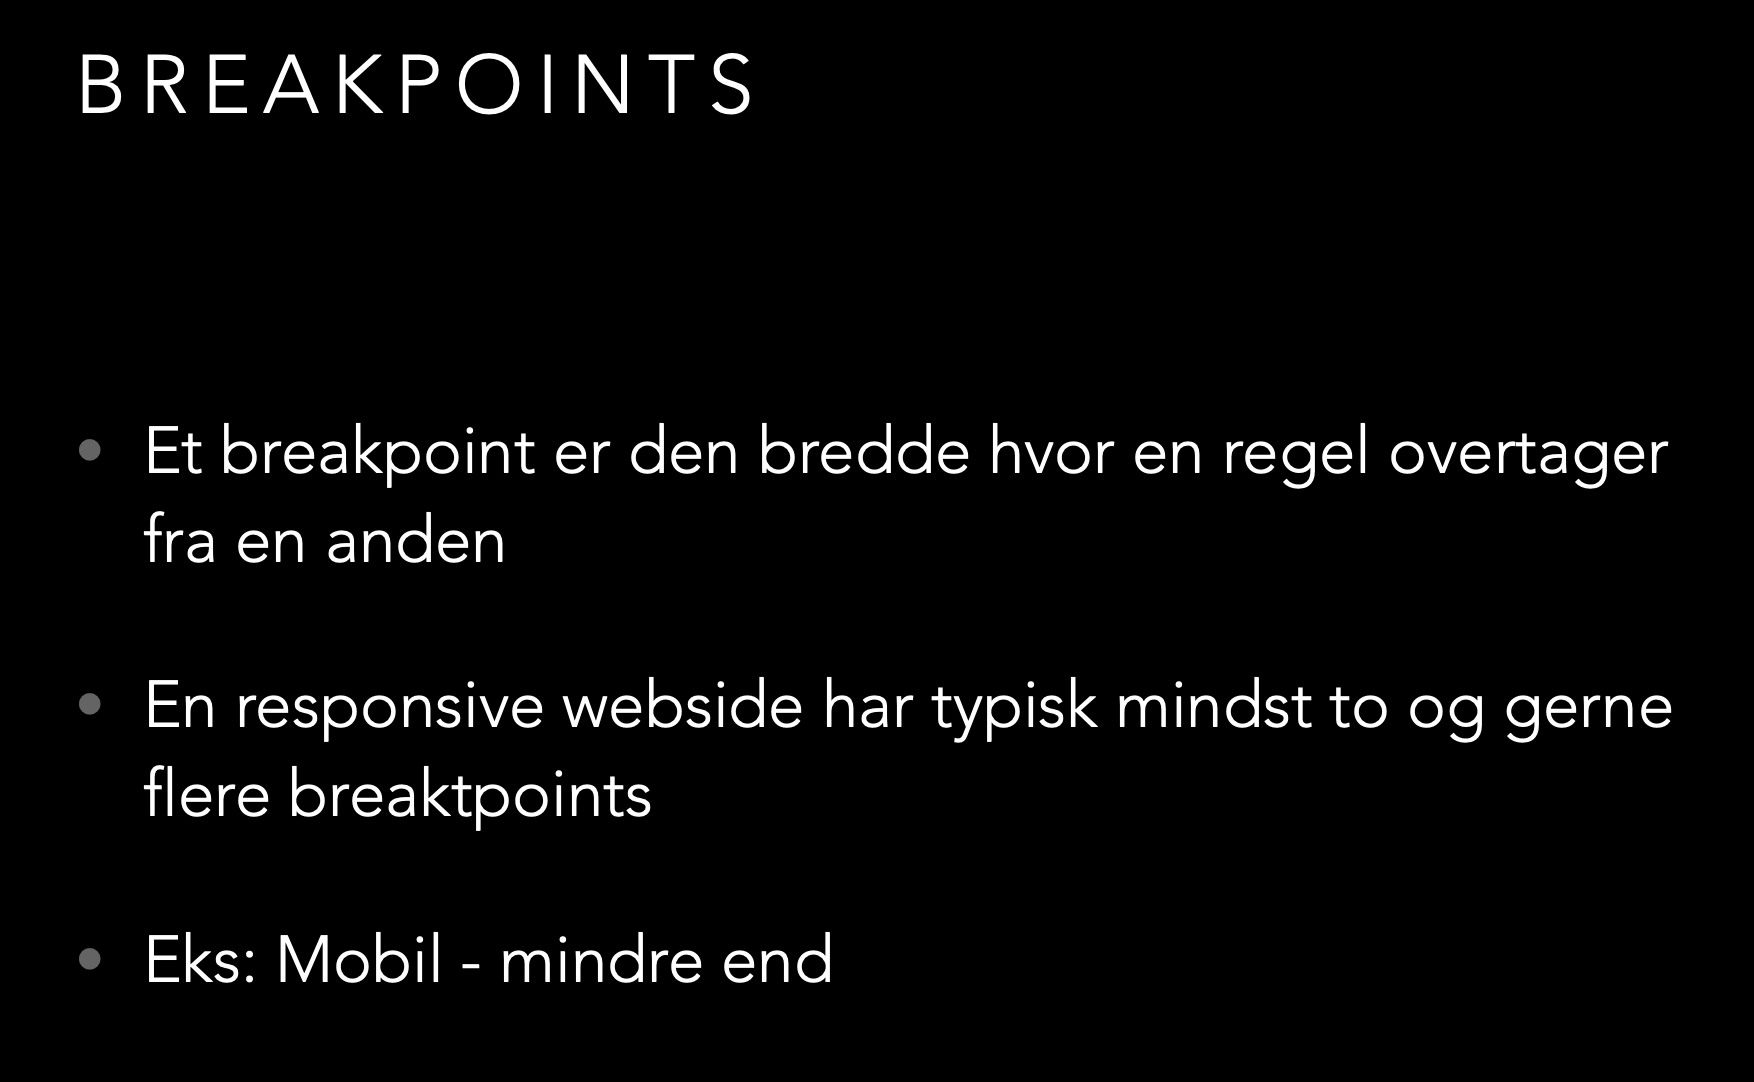 BREAKPOINTS
• Et breakpoint er den bredde hvor en regel overtager
fra en anden
• En responsive webside har typisk mindst to og gerne
flere breaktpoints
• Eks: Mobil - mindre end